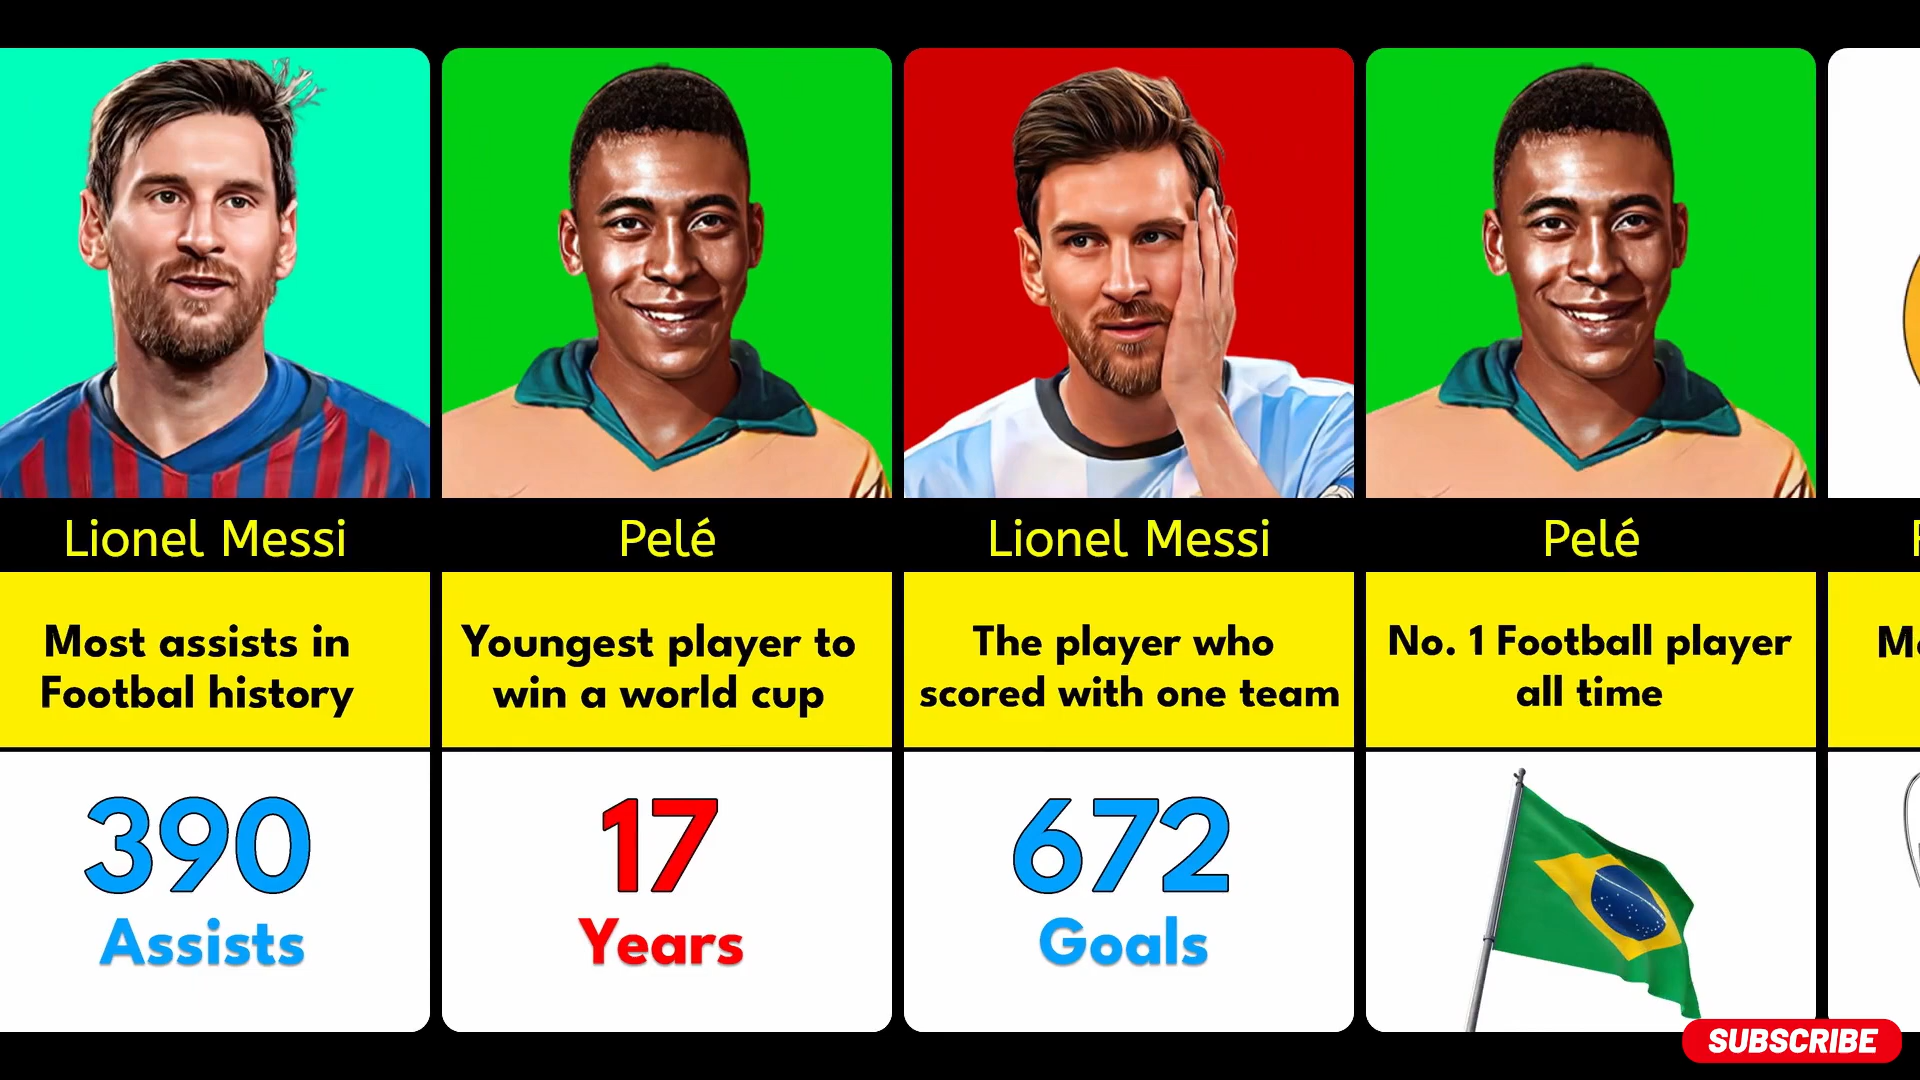 Lionel Messi
Most assists in
Footbal history
390
Assists
Pelé
Youngest player to
win a world cup
17
Years
Lionel Messi
The player who
scored with one team
672
Goals
Pelé
No. 1 Football player
all time
SUBSCRIBE